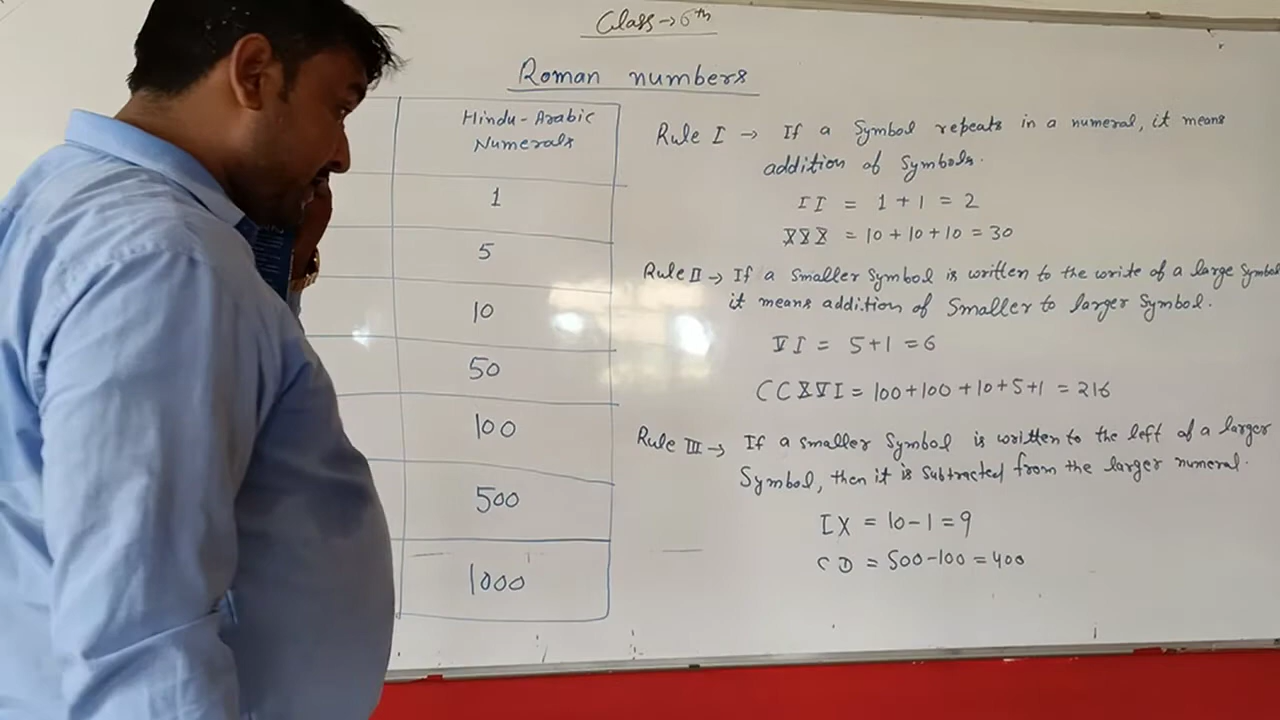 Class → 6th
Roman numbers
Hindu-Arabic
Numerals
1
5
10
50
100
500
1000
Rule I → If a Symbol repeats in a numeral, it means
addition of Symbols.
II = 1+1 = 2
XXX = 10+10+10 = 30
Rule II → If a smaller Symbol is written to the write of a large Symbol
it means addition of Smaller to larger Symbol.
VI = 5+1 = 6
CCXVI = 100+100+10+5+1 = 216
Rule III → If a smaller Symbol is written to the left of a larger
Symbol, then it is Subtracted from the larger numeral.
IX = 10-1 = 9
CD = 500-100 = 400